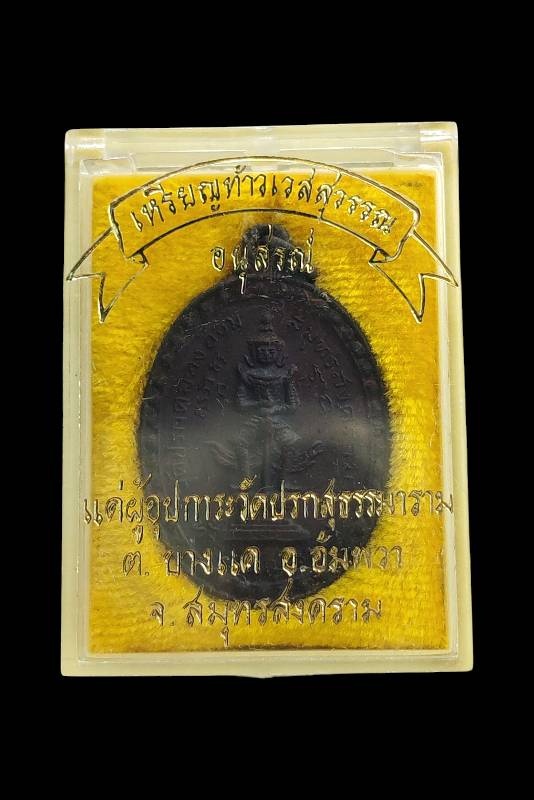 เหรียญท้าวเวสสุวรรณ
อนุสรณ์
แด่ผู้อุปการะวัดปรกสุธรรมาราม
ต. บางแค อ.อัมพวา
จ. สมุทรสงคราม